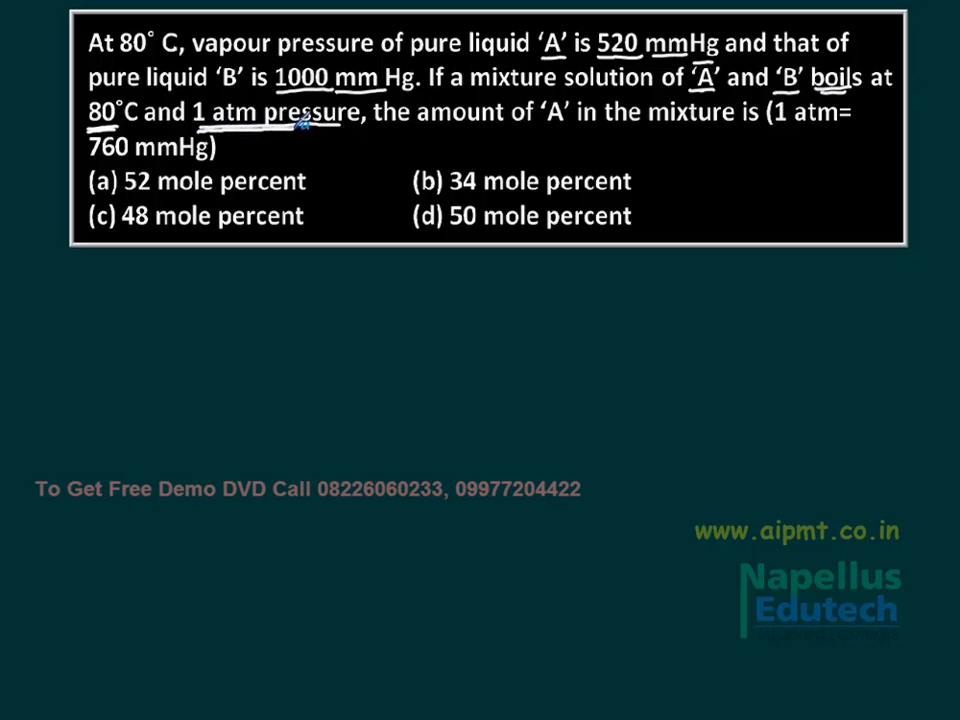 At 80˚ C, vapour pressure of pure liquid ‘A’ is 520 mmHg and that of
pure liquid ‘B’ is 1000 mm Hg. If a mixture solution of ‘A’ and ‘B’ boils at
80˚C and 1 atm pressure, the amount of ‘A’ in the mixture is (1 atm=
760 mmHg)
(a) 52 mole percent (b) 34 mole percent
(c) 48 mole percent (d) 50 mole percent
To Get Free Demo DVD Call 08226060233, 09977204422
www.aipmt.co.in
Napellus
Edutech